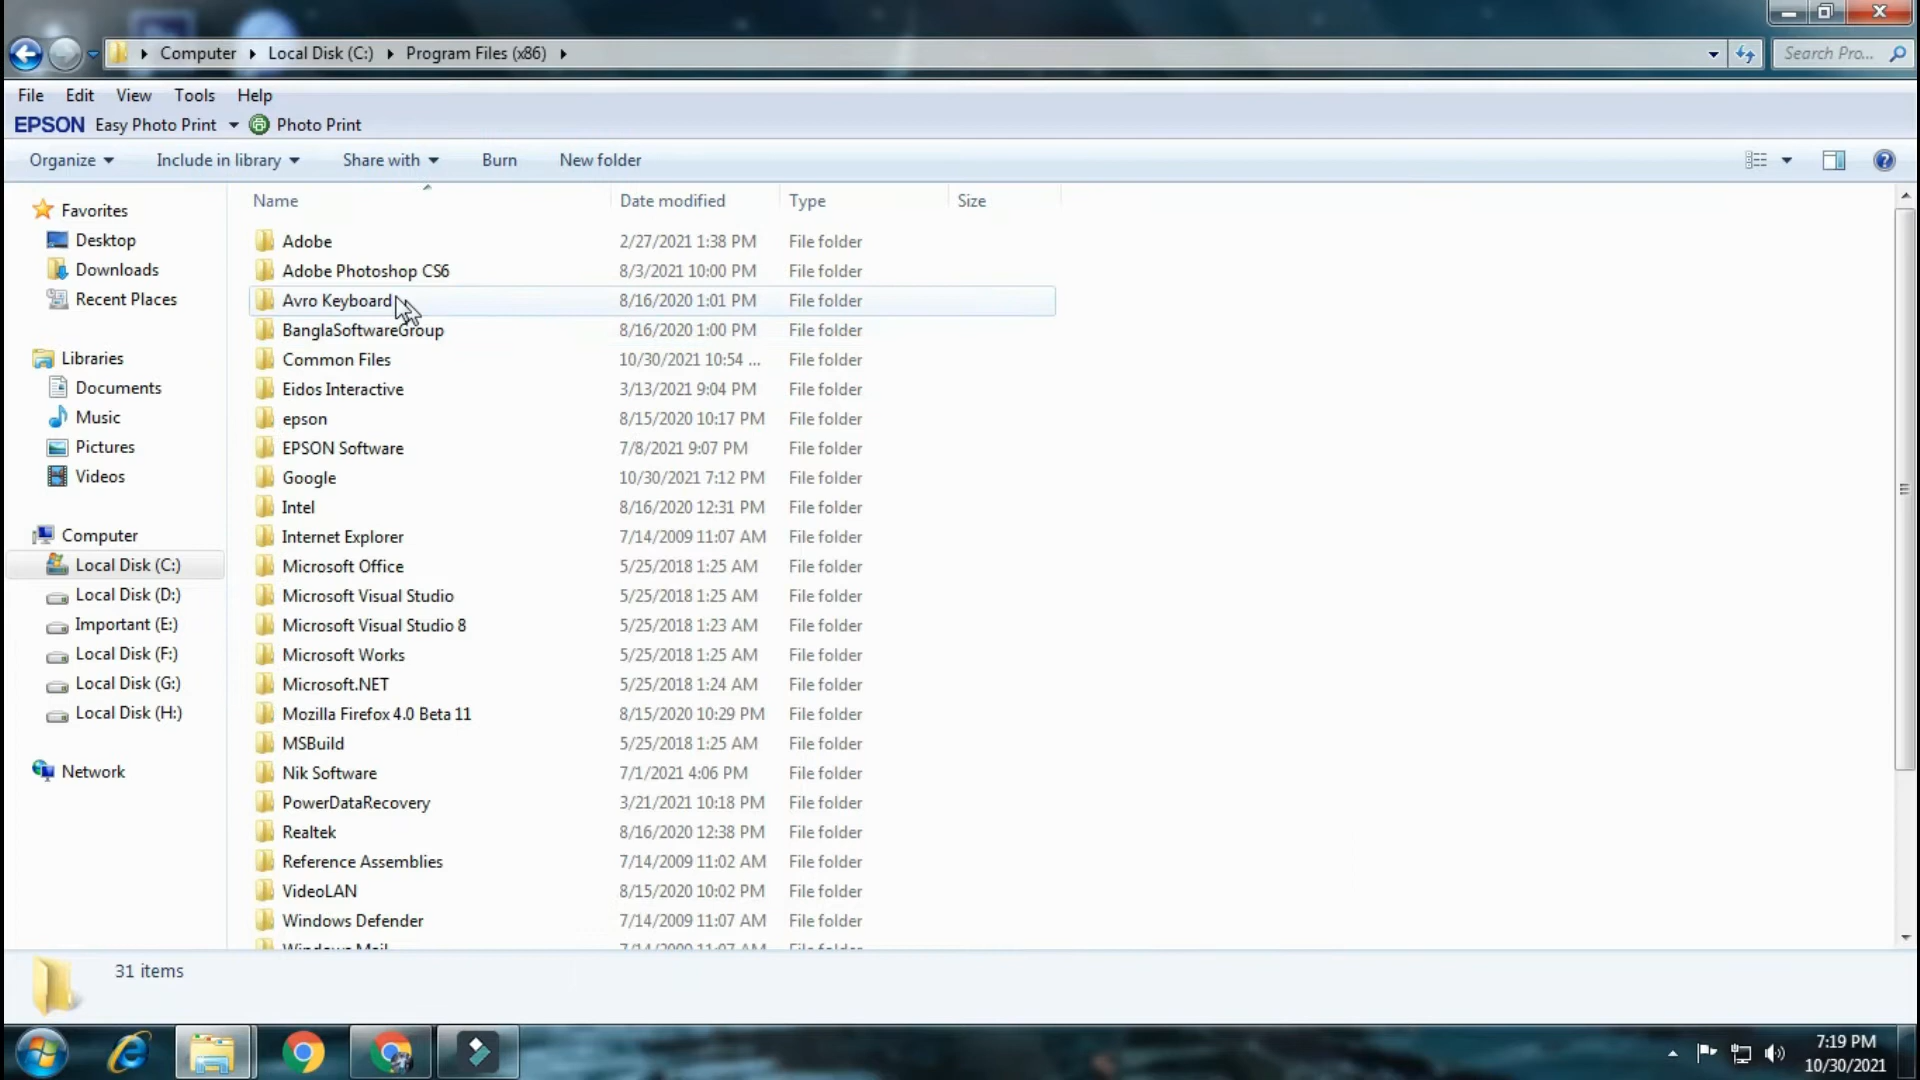 Computer Local Disk (C:) Program Files (x86) Search Pro...
File Edit View Tools Help
EPSON Easy Photo Print Photo Print
Organize Include in library Share with Burn New folder
Favorites
Desktop
Downloads
Recent Places
Libraries
Documents
Music
Pictures
Videos
Computer
Local Disk (C:)
Local Disk (D:)
Important (E:)
Local Disk (F:)
Local Disk (G:)
Local Disk (H:)
Network
Name Date modified Type Size
Adobe 2/27/2021 1:38 PM File folder
Adobe Photoshop CS6 8/3/2021 10:00 PM File folder
Avro Keyboard 8/16/2020 1:01 PM File folder
BanglaSoftwareGroup 8/16/2020 1:00 PM File folder
Common Files 10/30/2021 10:54 ... File folder
Eidos Interactive 3/13/2021 9:04 PM File folder
epson 8/15/2020 10:17 PM File folder
EPSON Software 7/8/2021 9:07 PM File folder
Google 10/30/2021 7:12 PM File folder
Intel 8/16/2020 12:31 PM File folder
Internet Explorer 7/14/2009 11:07 AM File folder
Microsoft Office 5/25/2018 1:25 AM File folder
Microsoft Visual Studio 5/25/2018 1:25 AM File folder
Microsoft Visual Studio 8 5/25/2018 1:23 AM File folder
Microsoft Works 5/25/2018 1:25 AM File folder
Microsoft.NET 5/25/2018 1:24 AM File folder
Mozilla Firefox 4.0 Beta 11 8/15/2020 10:29 PM File folder
MSBuild 5/25/2018 1:25 AM File folder
Nik Software 7/1/2021 4:06 PM File folder
PowerDataRecovery 3/21/2021 10:18 PM File folder
Realtek 8/16/2020 12:38 PM File folder
Reference Assemblies 7/14/2009 11:02 AM File folder
VideoLAN 8/15/2020 10:02 PM File folder
Windows Defender 7/14/2009 11:07 AM File folder
Windows Mail 7/14/2009 11:07 AM File folder
31 items
7:19 PM
10/30/2021